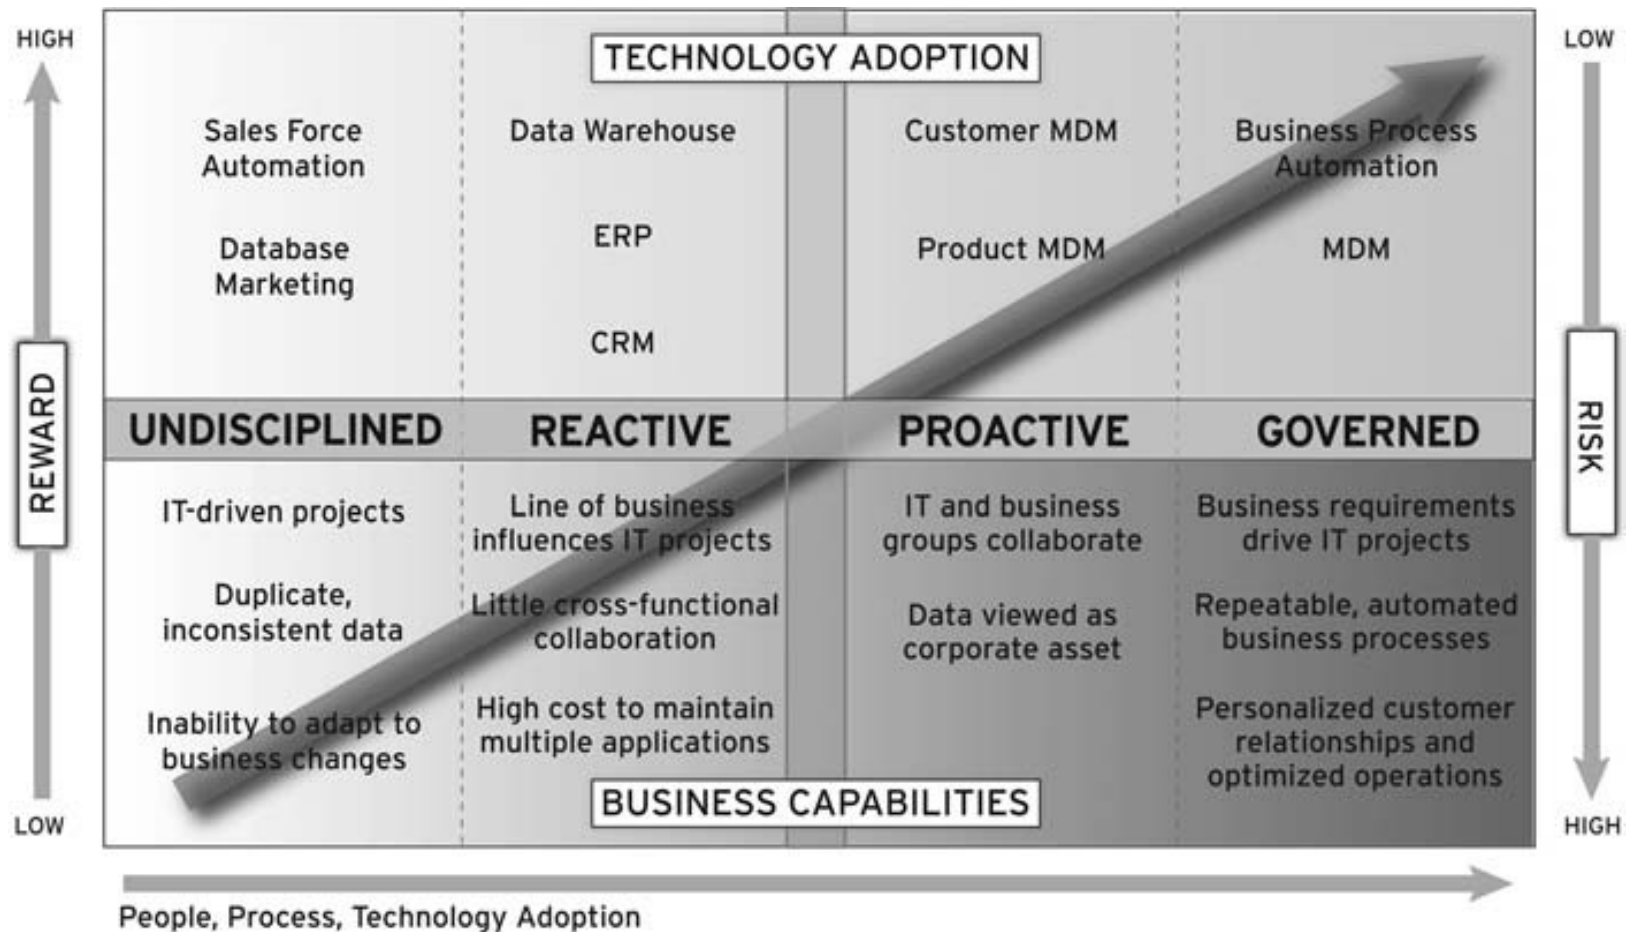 HIGH
LOW
TECHNOLOGY ADOPTION
Sales Force
Automation
Database
Marketing
Data Warehouse
ERP
CRM
Customer MDM
Product MDM
Business Process
Automation
MDM
REWARD
RISK
UNDISCIPLINED
REACTIVE
PROACTIVE
GOVERNED
IT-driven projects
Duplicate,
inconsistent data
Inability to adapt to
business changes
Line of business
influences IT projects
Little cross-functional
collaboration
High cost to maintain
multiple applications
IT and business
groups collaborate
Data viewed as
corporate asset
Business requirements
drive IT projects
Repeatable, automated
business processes
Personalized customer
relationships and
optimized operations
BUSINESS CAPABILITIES
LOW
HIGH
People, Process, Technology Adoption